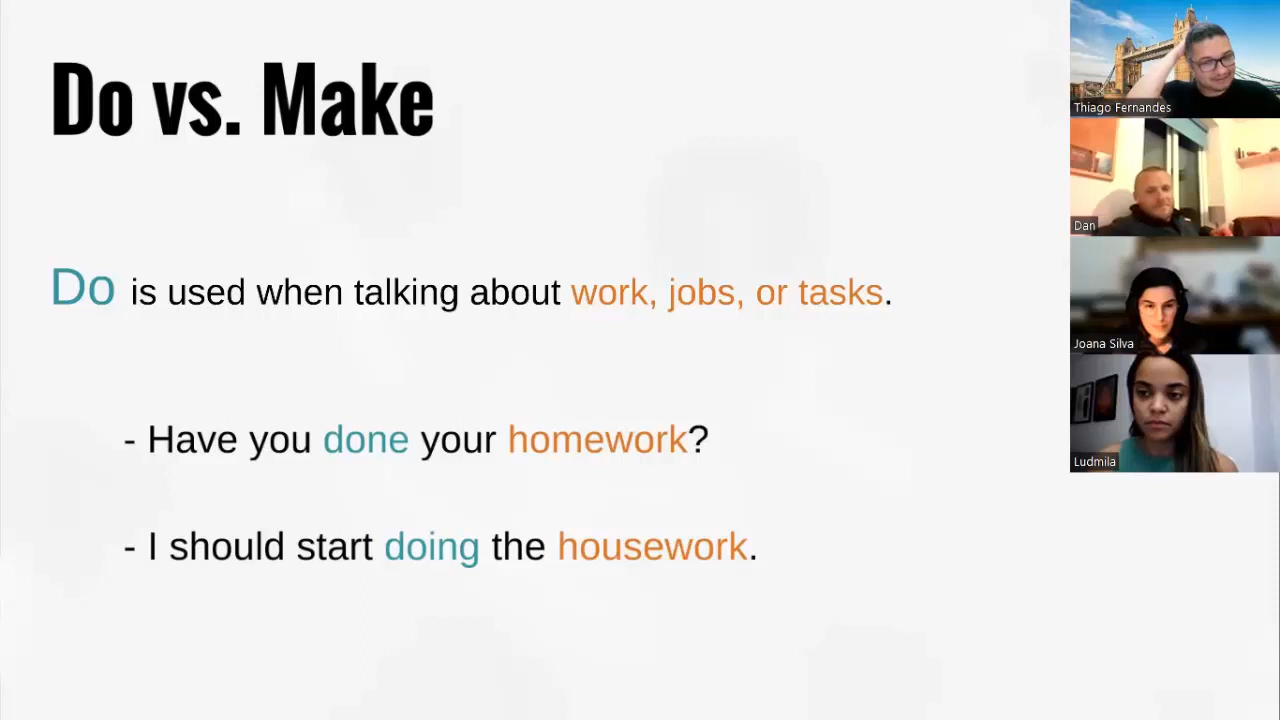 Do vs. Make
Do is used when talking about work, jobs, or tasks.
- Have you done your homework?
- I should start doing the housework.
Thiago Fernandes
Dan
Joana Silva
Ludmila